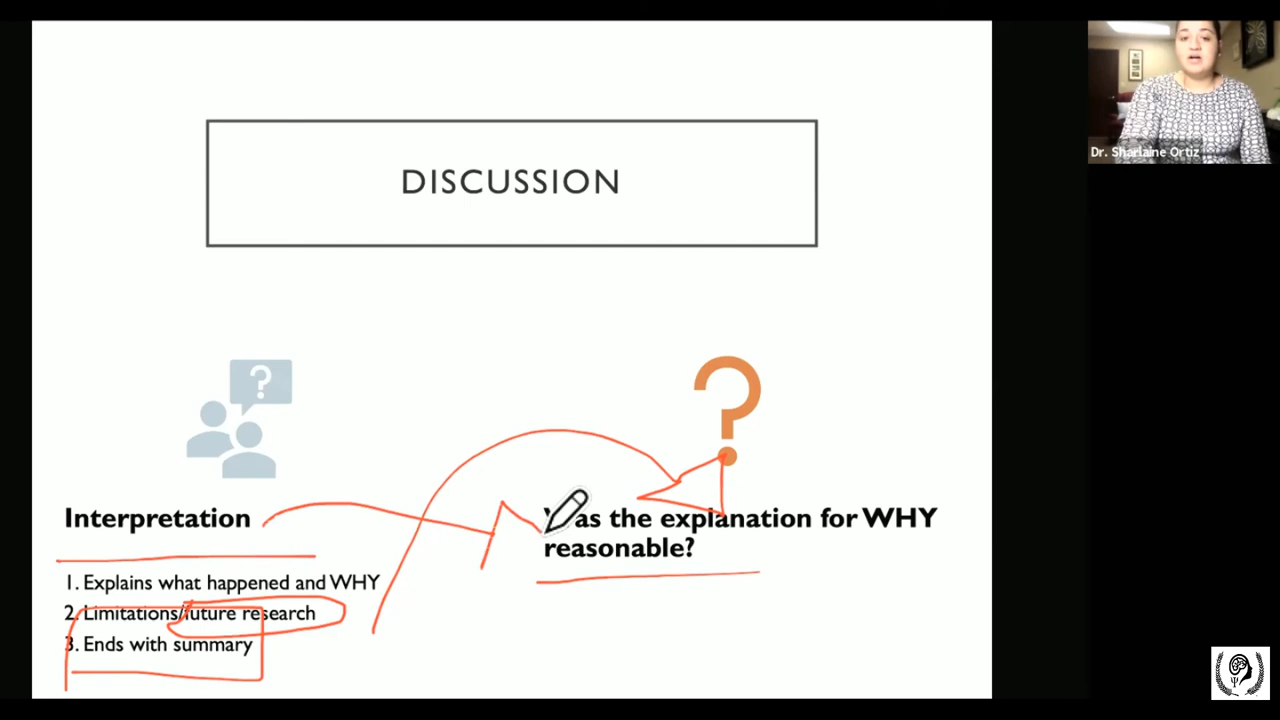 DISCUSSION
Dr. Sharlaine Ortiz
Interpretation
1. Explains what happened and WHY
2. Limitations/future research
3. Ends with summary
as the explanation for WHY
reasonable?